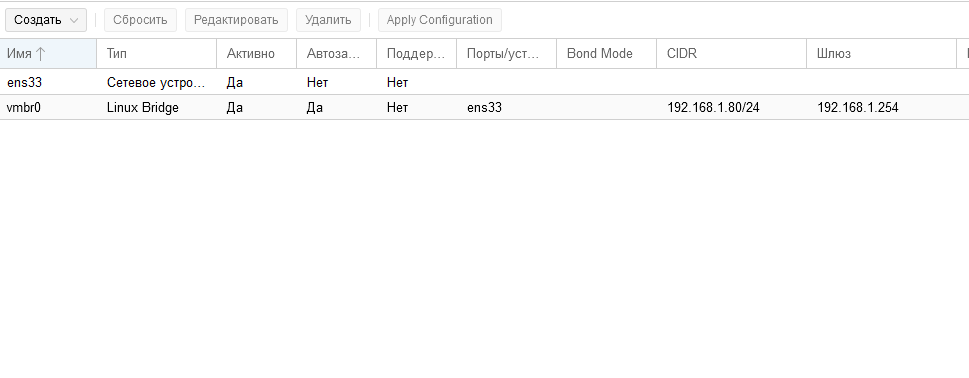 Создать Сбросить Редактировать Удалить Apply Configuration
Имя Тип Активно Автоза... Поддер... Порты/уст... Bond Mode CIDR Шлюз
ens33 Сетевое устро... Да Нет Нет
vmbr0 Linux Bridge Да Да Нет ens33 192.168.1.80/24 192.168.1.254